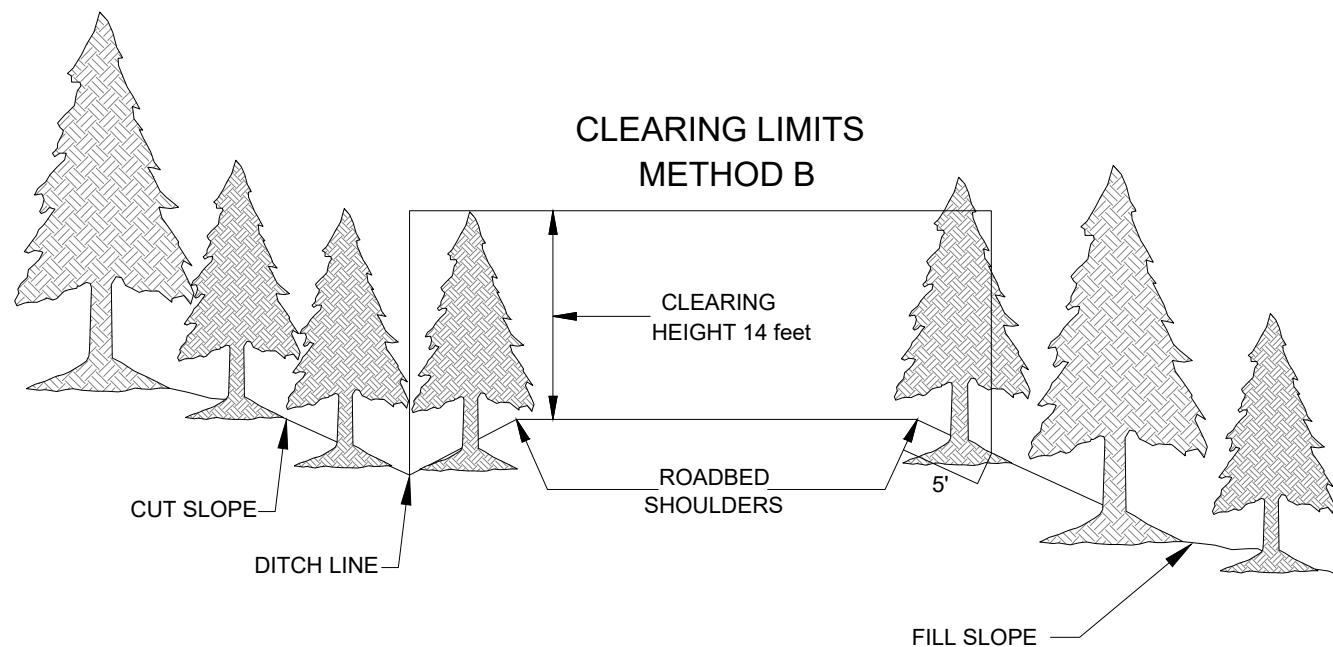 CLEARING LIMITS
METHOD B
CLEARING
HEIGHT 14 feet
ROADBED
SHOULDERS
5'
CUT SLOPE
DITCH LINE
FILL SLOPE